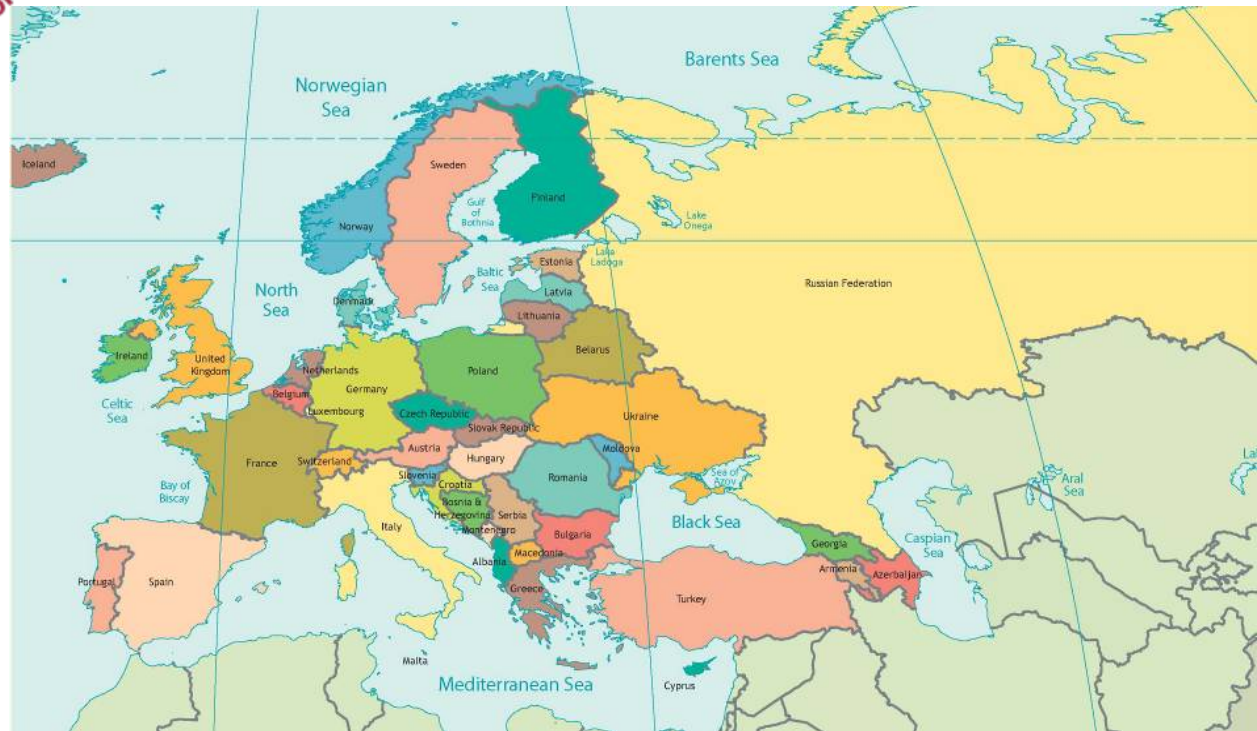 Barents Sea
Norwegian
Sea
Iceland
Sweden
Finland
Gulf
of
Bothnia
Lake
Onega
Norway
Lake
Ladoga
Estonia
Baltic
Sea
Russian Federation
North
Sea
Latvia
Denmark
Lithuania
Belarus
Ireland
United
Kingdom
Netherlands
Poland
Germany
Belgium
Celtic
Sea
Luxembourg
Czech Republic
Ukraine
Slovak Republic
Austria
Moldova
Hungary
France
Switzerland
Slovenia
Romania
Sea of
Azov
Aral
Sea
Bay of
Biscay
Croatia
Bosnia &
Herzegovina
Serbia
Black Sea
Italy
Montenegro
Bulgaria
Caspian
Sea
Georgia
Macedonia
Albania
Armenia
Azerbaijan
Portugal
Spain
Greece
Turkey
Malta
Mediterranean Sea
Cyprus